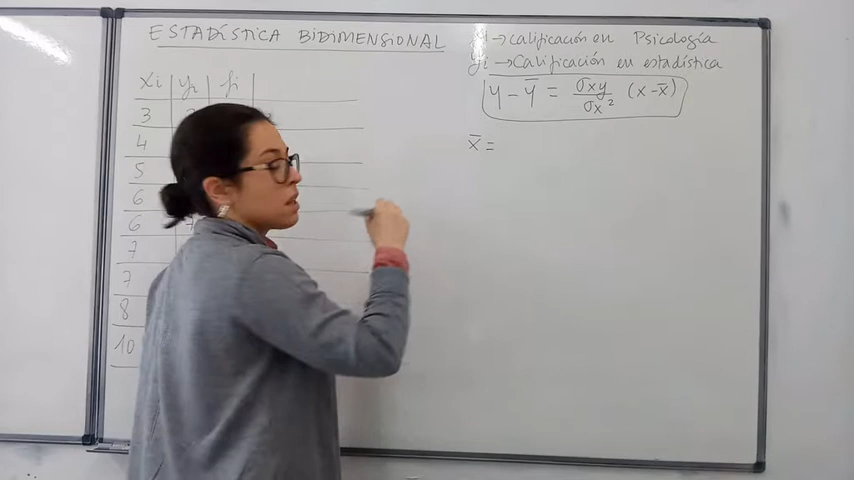 ESTADÍSTICA BIDIMENSIONAL
→ calificación en Psicología
yi → Calificación en estadística
y - ȳ = σxy / σx² (x - x̄)
x̄ =
xi yi fi
3
4
5
6
6 7
7
7
8
10